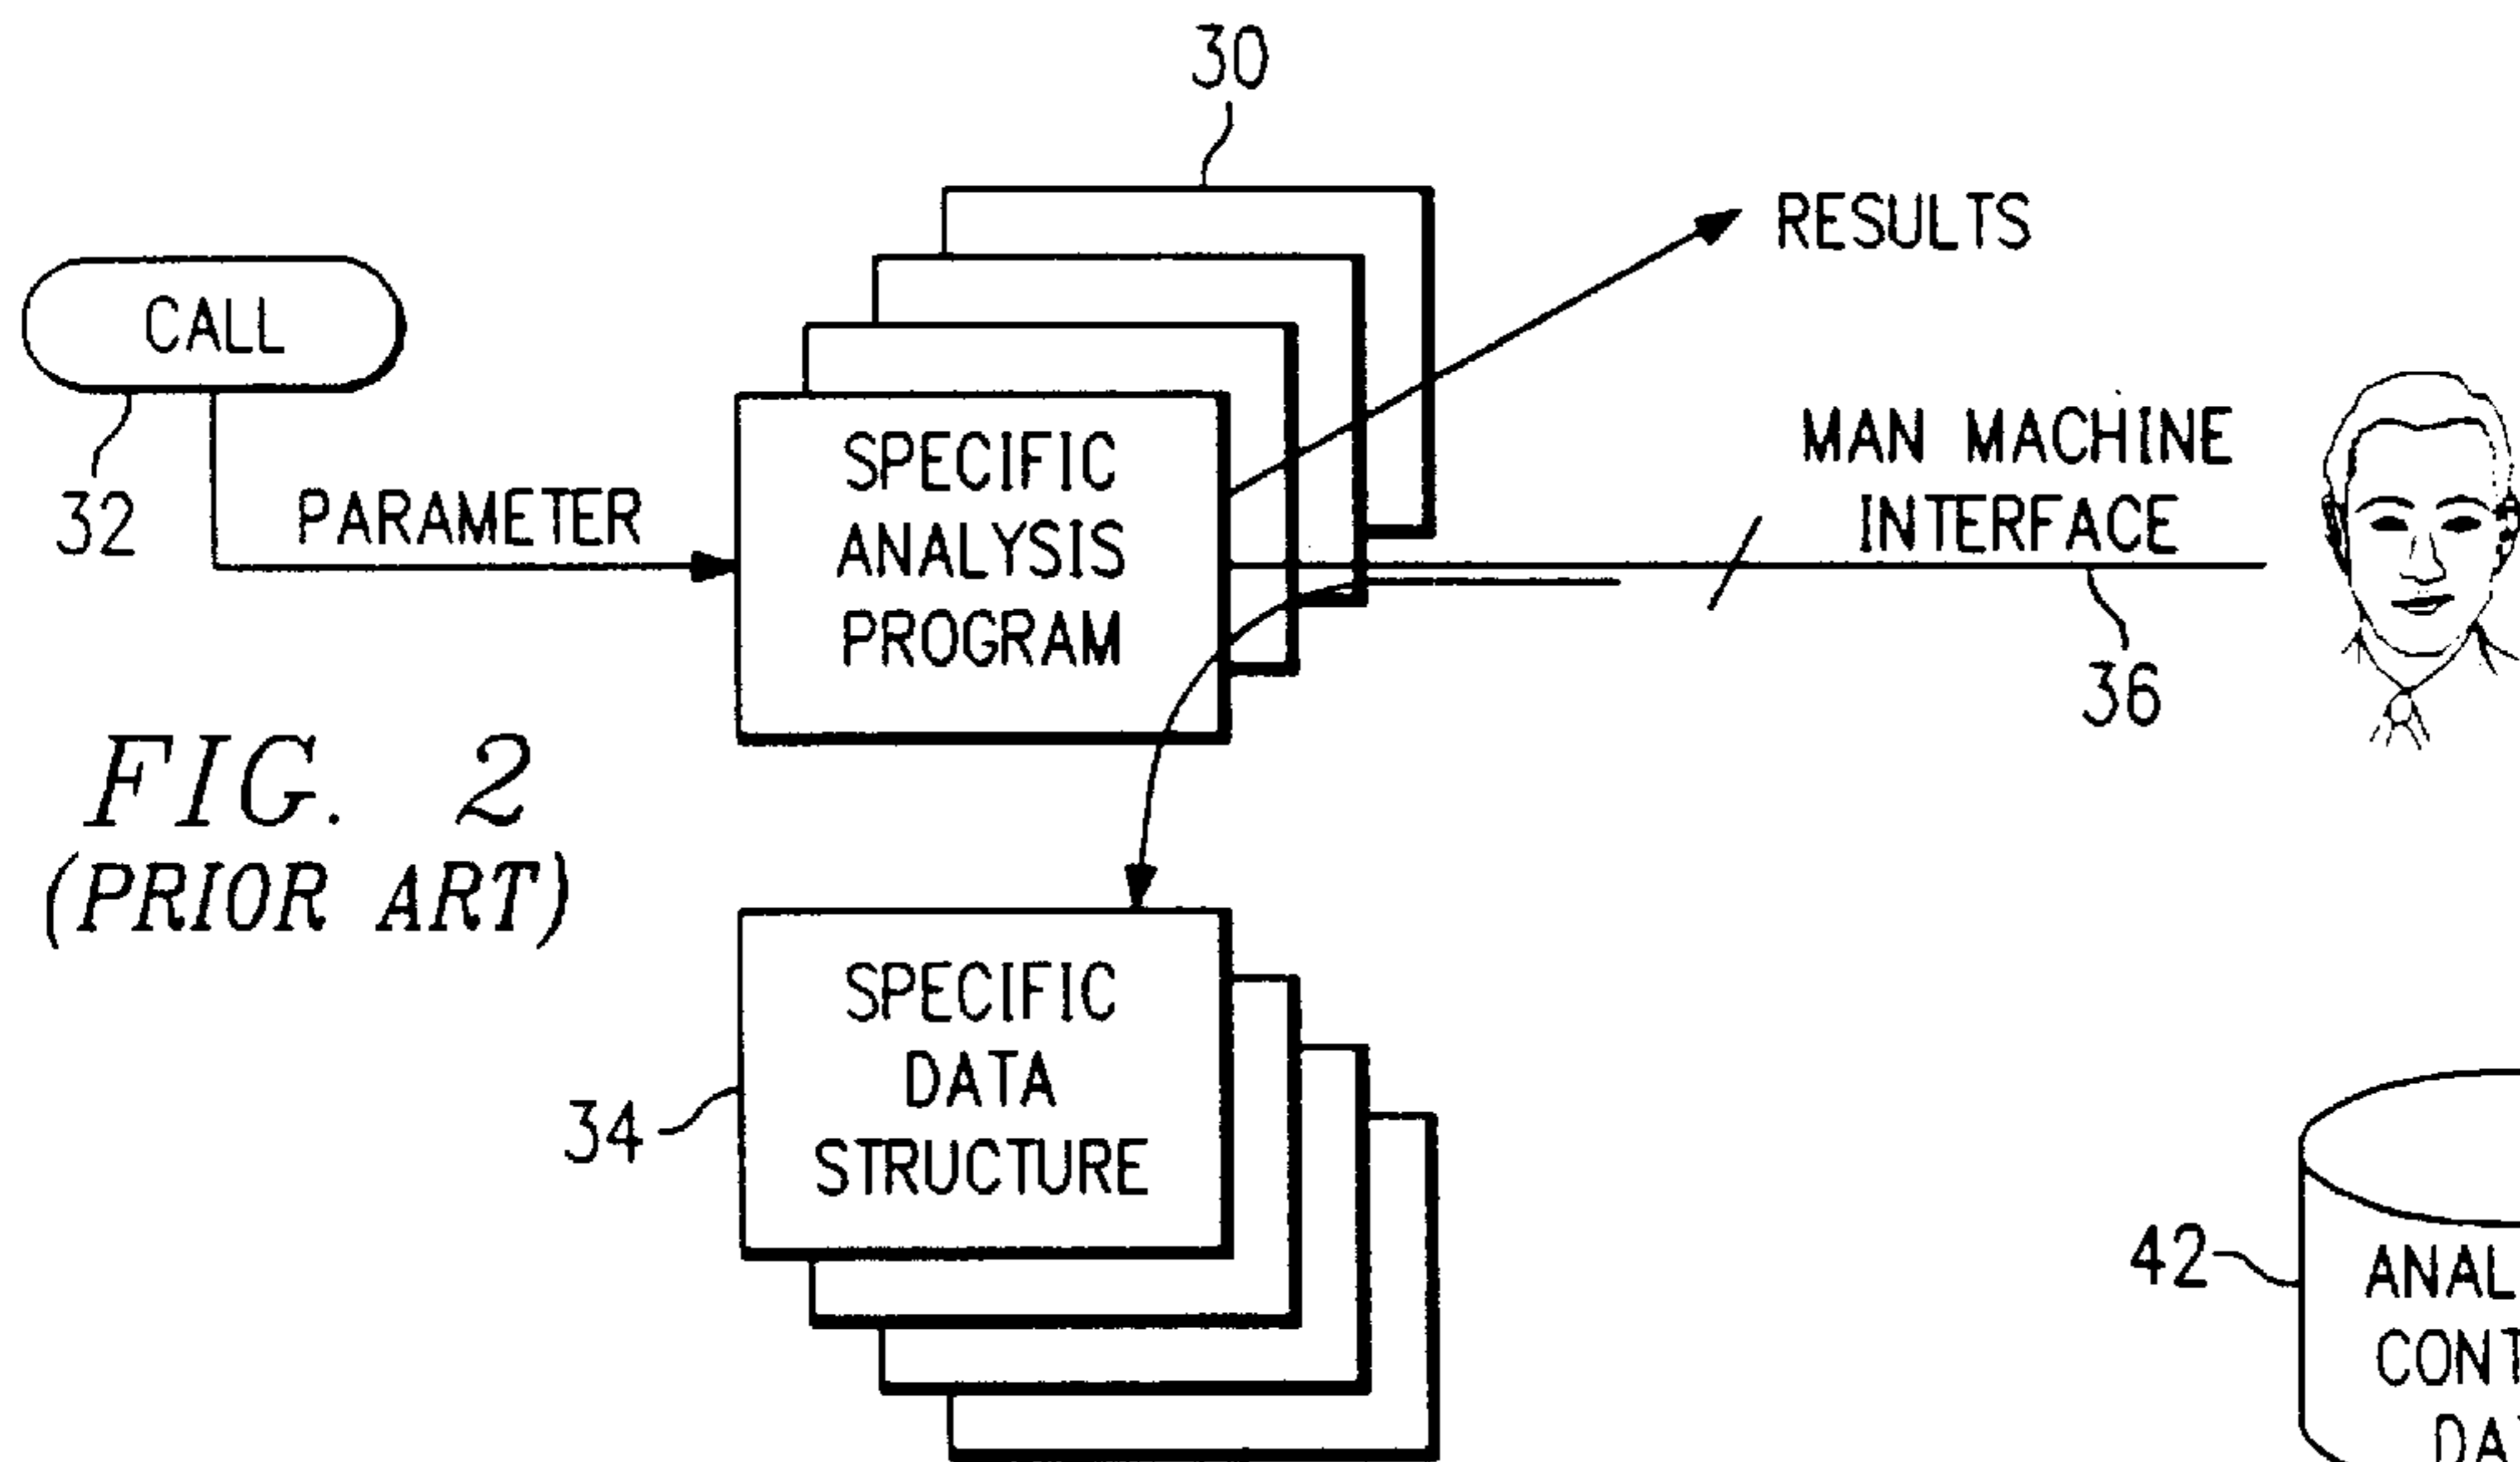 30
RESULTS
CALL
32
PARAMETER
SPECIFIC
ANALYSIS
PROGRAM
MAN MACHINE
INTERFACE
36
FIG. 2
(PRIOR ART)
SPECIFIC
DATA
STRUCTURE
34
42